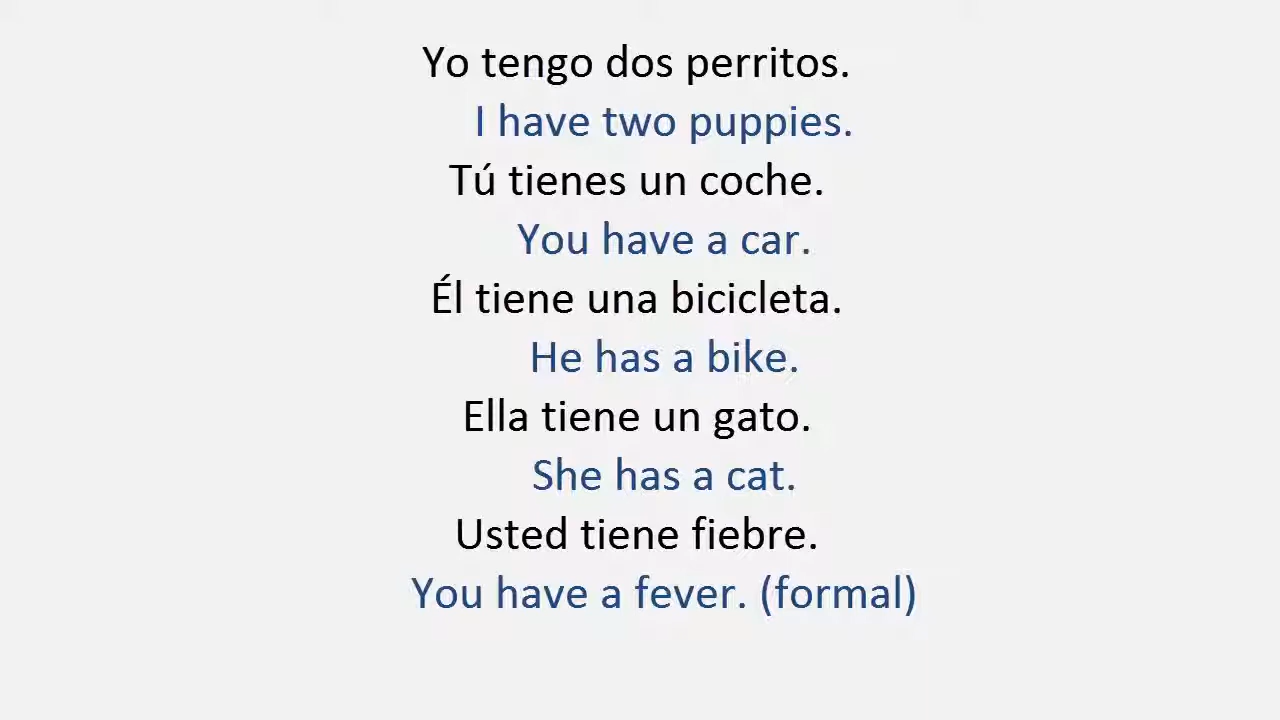 Yo tengo dos perritos.
I have two puppies.
Tú tienes un coche.
You have a car.
Él tiene una bicicleta.
He has a bike.
Ella tiene un gato.
She has a cat.
Usted tiene fiebre.
You have a fever. (formal)